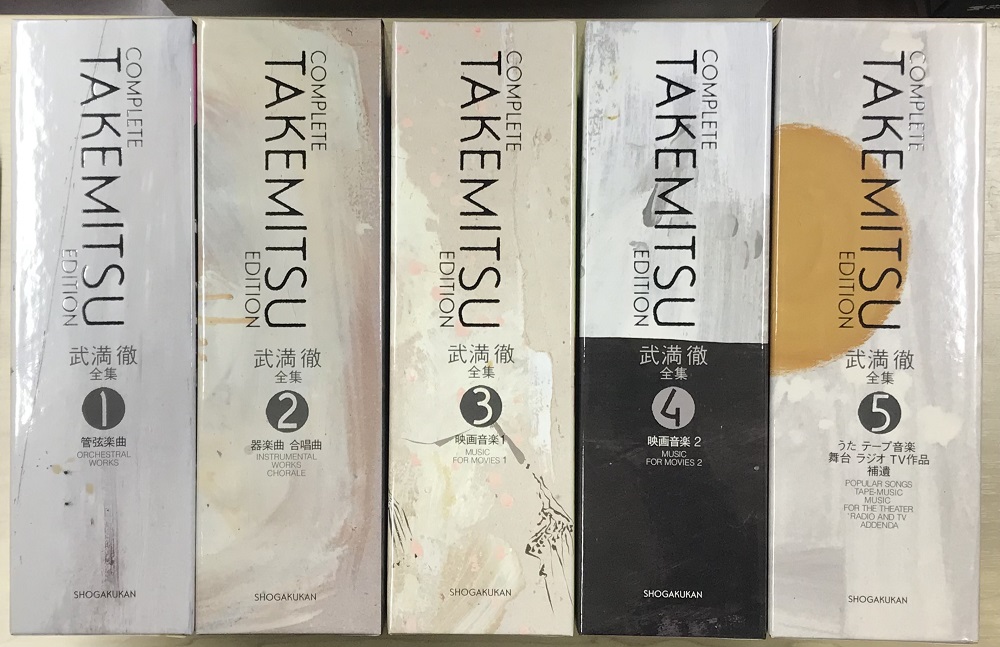 COMPLETE
TAKEMITSU
EDITION
武満 徹
全集
1
管弦楽曲
ORCHESTRAL
WORKS
SHOGAKUKAN
COMPLETE
TAKEMITSU
EDITION
武満 徹
全集
2
器楽曲 合唱曲
INSTRUMENTAL
WORKS
CHORALE
SHOGAKUKAN
COMPLETE
TAKEMITSU
EDITION
武満 徹
全集
3
映画音楽 1
MUSIC
FOR MOVIES 1
SHOGAKUKAN
COMPLETE
TAKEMITSU
EDITION
武満 徹
全集
4
映画音楽 2
MUSIC
FOR MOVIES 2
SHOGAKUKAN
COMPLETE
TAKEMITSU
EDITION
武満 徹
全集
5
うた テープ音楽
舞台 ラジオ TV作品
補遺
POPULAR SONGS
TAPE-MUSIC
MUSIC
FOR THE THEATER
RADIO AND TV
ADDENDA
SHOGAKUKAN